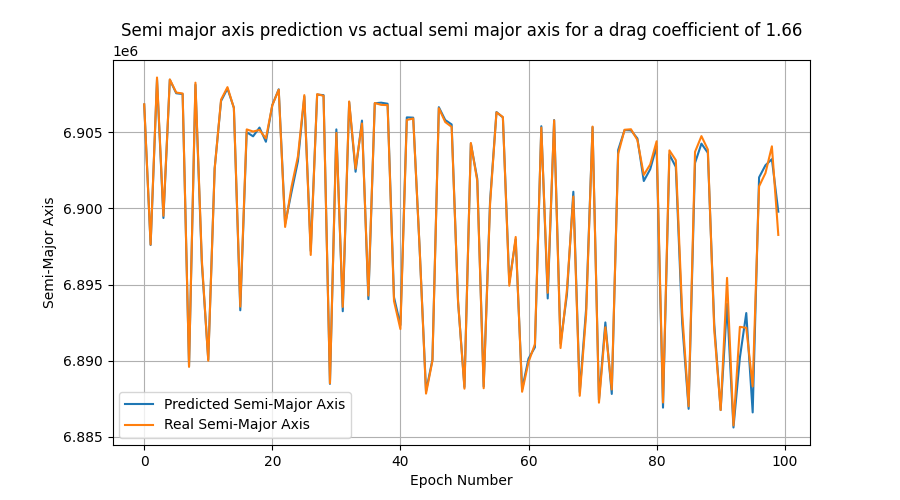 Semi major axis prediction vs actual semi major axis for a drag coefficient of 1.66
1e6
6.905
6.900
6.895
6.890
6.885
Semi-Major Axis
Predicted Semi-Major Axis
Real Semi-Major Axis
0 20 40 60 80 100
Epoch Number